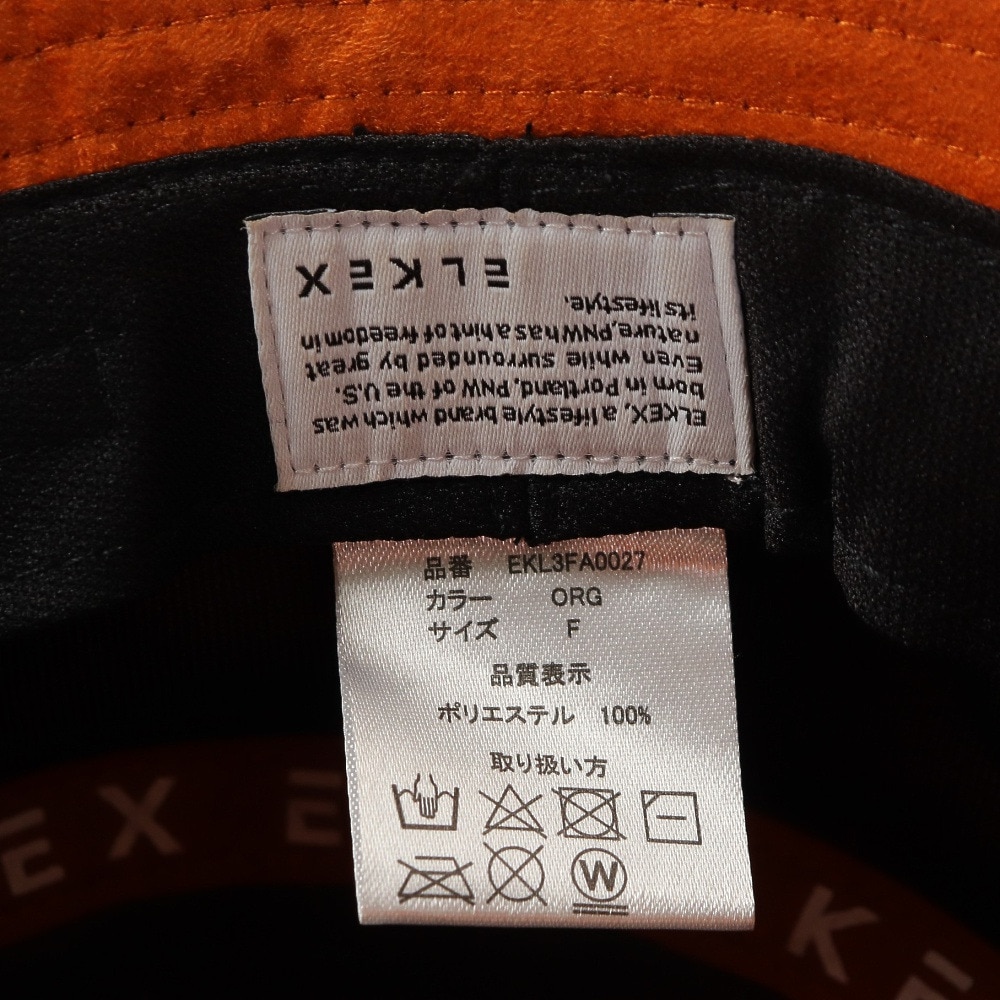 ELKEX
ELKEX, a lifestyle brand which was
born in Portland, PNW of the U.S.
Even while surrounded by great
nature, PNW has a hint of freedom in
its lifestyle.
品番 EKL3FA0027
カラー ORG
サイズ F
品質表示
ポリエステル 100%
取り扱い方
W
EX E
K E